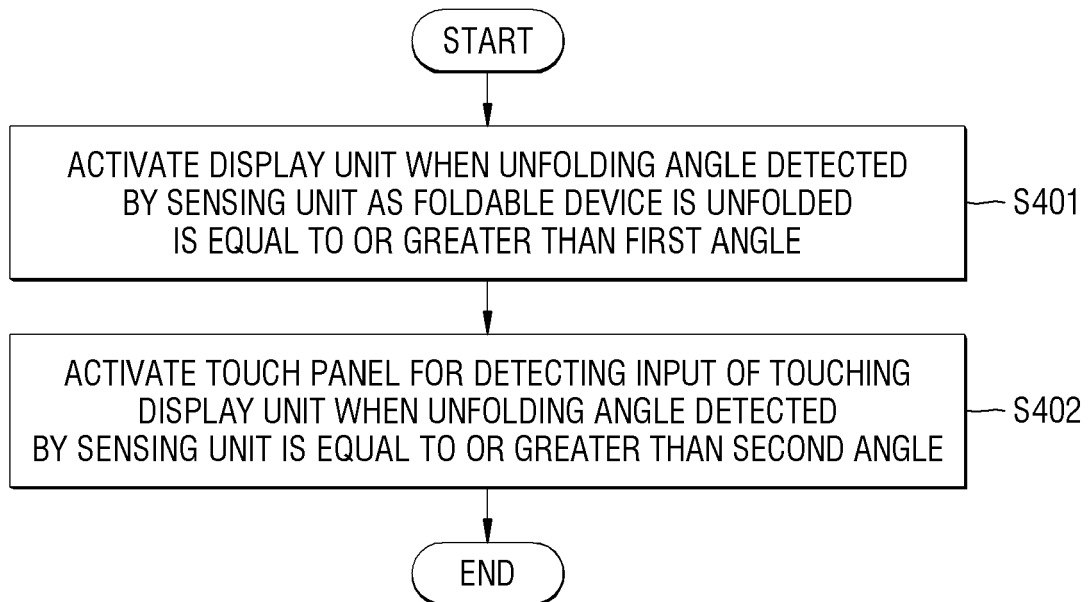 START
ACTIVATE DISPLAY UNIT WHEN UNFOLDING ANGLE DETECTED
BY SENSING UNIT AS FOLDABLE DEVICE IS UNFOLDED
IS EQUAL TO OR GREATER THAN FIRST ANGLE
S401
ACTIVATE TOUCH PANEL FOR DETECTING INPUT OF TOUCHING
DISPLAY UNIT WHEN UNFOLDING ANGLE DETECTED
BY SENSING UNIT IS EQUAL TO OR GREATER THAN SECOND ANGLE
S402
END